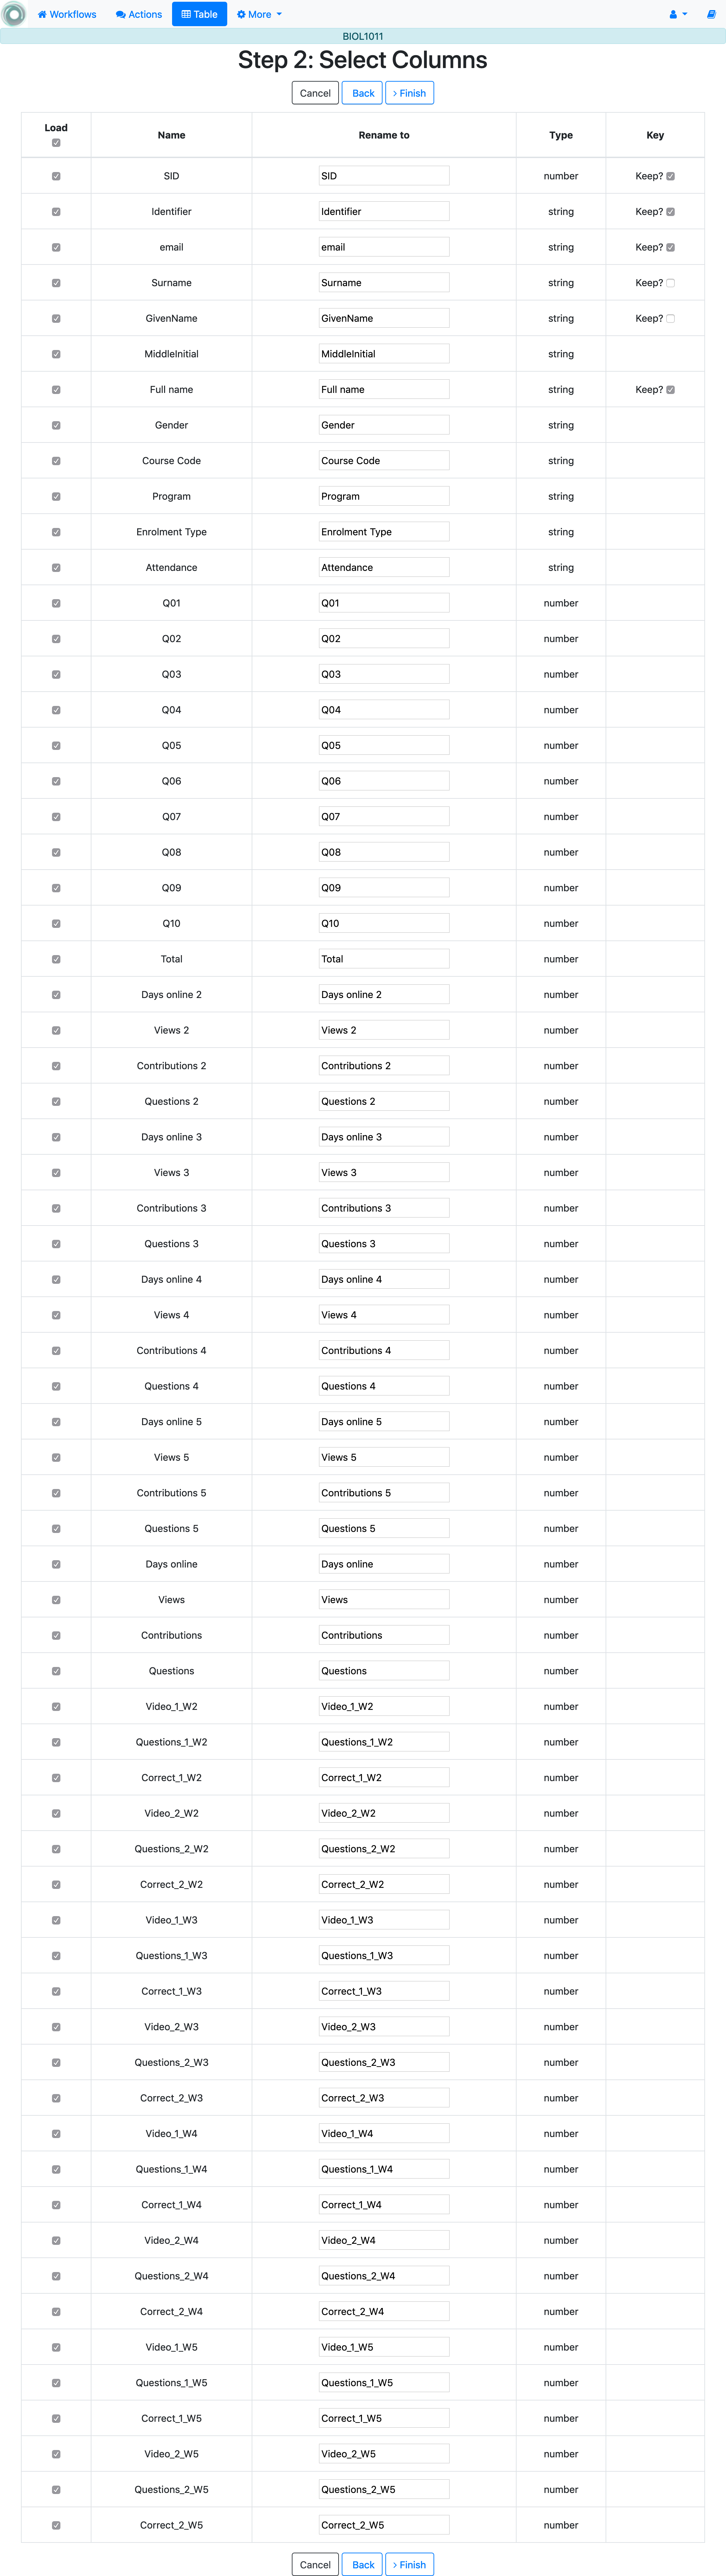 Workflows Actions Table More
BIOL1011
Step 2: Select Columns
Cancel Back Finish
Load Name Rename to Type Key
SID SID number Keep?
Identifier Identifier string Keep?
email email string Keep?
Surname Surname string Keep?
GivenName GivenName string Keep?
MiddleInitial MiddleInitial string
Full name Full name string Keep?
Gender Gender string
Course Code Course Code string
Program Program string
Enrolment Type Enrolment Type string
Attendance Attendance string
Q01 Q01 number
Q02 Q02 number
Q03 Q03 number
Q04 Q04 number
Q05 Q05 number
Q06 Q06 number
Q07 Q07 number
Q08 Q08 number
Q09 Q09 number
Q10 Q10 number
Total Total number
Days online 2 Days online 2 number
Views 2 Views 2 number
Contributions 2 Contributions 2 number
Questions 2 Questions 2 number
Days online 3 Days online 3 number
Views 3 Views 3 number
Contributions 3 Contributions 3 number
Questions 3 Questions 3 number
Days online 4 Days online 4 number
Views 4 Views 4 number
Contributions 4 Contributions 4 number
Questions 4 Questions 4 number
Days online 5 Days online 5 number
Views 5 Views 5 number
Contributions 5 Contributions 5 number
Questions 5 Questions 5 number
Days online Days online number
Views Views number
Contributions Contributions number
Questions Questions number
Video_1_W2 Video_1_W2 number
Questions_1_W2 Questions_1_W2 number
Correct_1_W2 Correct_1_W2 number
Video_2_W2 Video_2_W2 number
Questions_2_W2 Questions_2_W2 number
Correct_2_W2 Correct_2_W2 number
Video_1_W3 Video_1_W3 number
Questions_1_W3 Questions_1_W3 number
Correct_1_W3 Correct_1_W3 number
Video_2_W3 Video_2_W3 number
Questions_2_W3 Questions_2_W3 number
Correct_2_W3 Correct_2_W3 number
Video_1_W4 Video_1_W4 number
Questions_1_W4 Questions_1_W4 number
Correct_1_W4 Correct_1_W4 number
Video_2_W4 Video_2_W4 number
Questions_2_W4 Questions_2_W4 number
Correct_2_W4 Correct_2_W4 number
Video_1_W5 Video_1_W5 number
Questions_1_W5 Questions_1_W5 number
Correct_1_W5 Correct_1_W5 number
Video_2_W5 Video_2_W5 number
Questions_2_W5 Questions_2_W5 number
Correct_2_W5 Correct_2_W5 number
Cancel Back Finish